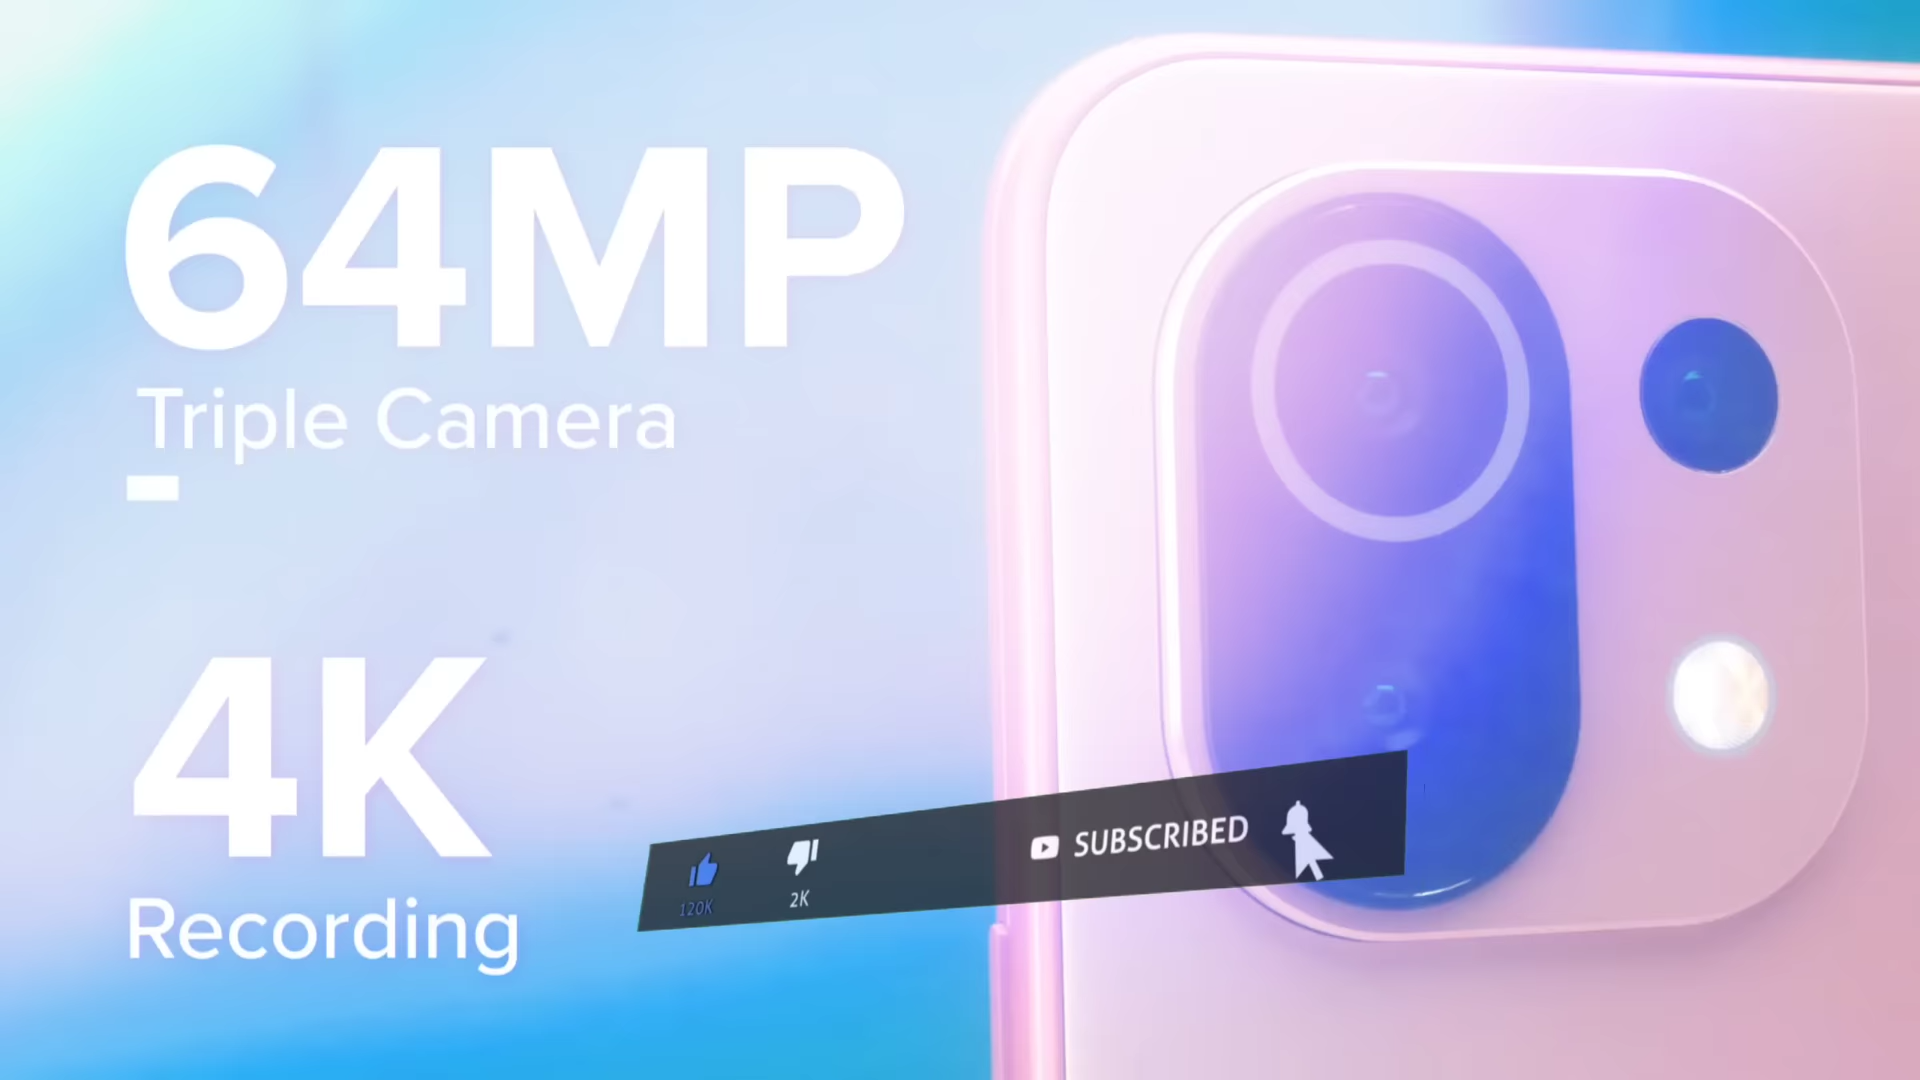 64MP
Triple Camera
4K
Recording
120K
2K
SUBSCRIBED